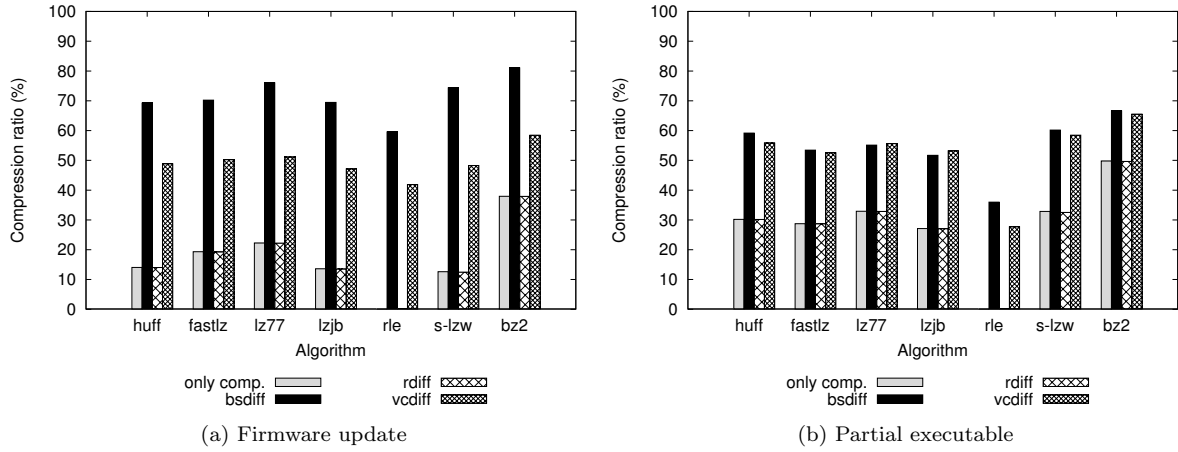 100
90
80
70
60
50
40
30
20
10
0
Compression ratio (%)
huff fastlz lz77 lzjb rle s-lzw bz2
Algorithm
only comp. rdiff
bsdiff vcdiff
(a) Firmware update
100
90
80
70
60
50
40
30
20
10
0
Compression ratio (%)
huff fastlz lz77 lzjb rle s-lzw bz2
Algorithm
only comp. rdiff
bsdiff vcdiff
(b) Partial executable